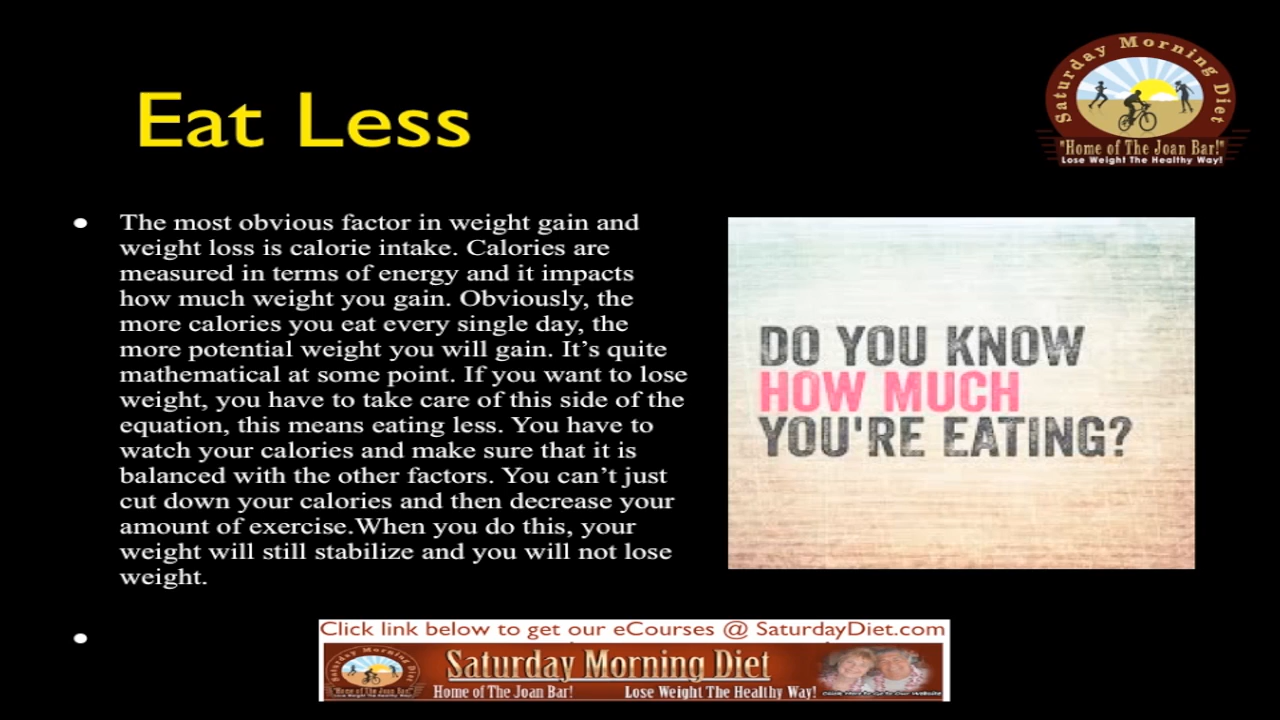 Saturday Morning Diet
"Home of The Joan Bar!"
Lose Weight The Healthy Way!
Eat Less
The most obvious factor in weight gain and
weight loss is calorie intake. Calories are
measured in terms of energy and it impacts
how much weight you gain. Obviously, the
more calories you eat every single day, the
more potential weight you will gain. It’s quite
mathematical at some point. If you want to lose
weight, you have to take care of this side of the
equation, this means eating less. You have to
watch your calories and make sure that it is
balanced with the other factors. You can’t just
cut down your calories and then decrease your
amount of exercise.When you do this, your
weight will still stabilize and you will not lose
weight.
DO YOU KNOW
HOW MUCH
YOU'RE EATING?
Click link below to get our eCourses @ SaturdayDiet.com
Saturday Morning Diet
Home of The Joan Bar! Lose Weight The Healthy Way!